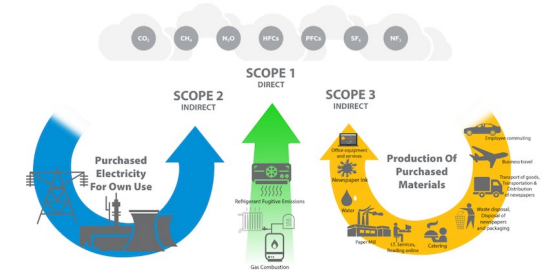 CO₂ CH₄ N₂O HFCs PFCs SF₆ NF₃
SCOPE 1
DIRECT
SCOPE 2
INDIRECT
SCOPE 3
INDIRECT
Purchased
Electricity
For Own Use
Refrigerant Fugitive Emissions
Gas Combustion
Production Of
Purchased
Materials
Office equipment
and services
Newspaper Ink
Water
Paper Mill
I.T. Services,
Reading online
Catering
Waste disposal,
Disposal of
newspapers
and packaging
Transport of goods,
Transportation &
Distribution
of newspapers
Business travel
Employee commuting